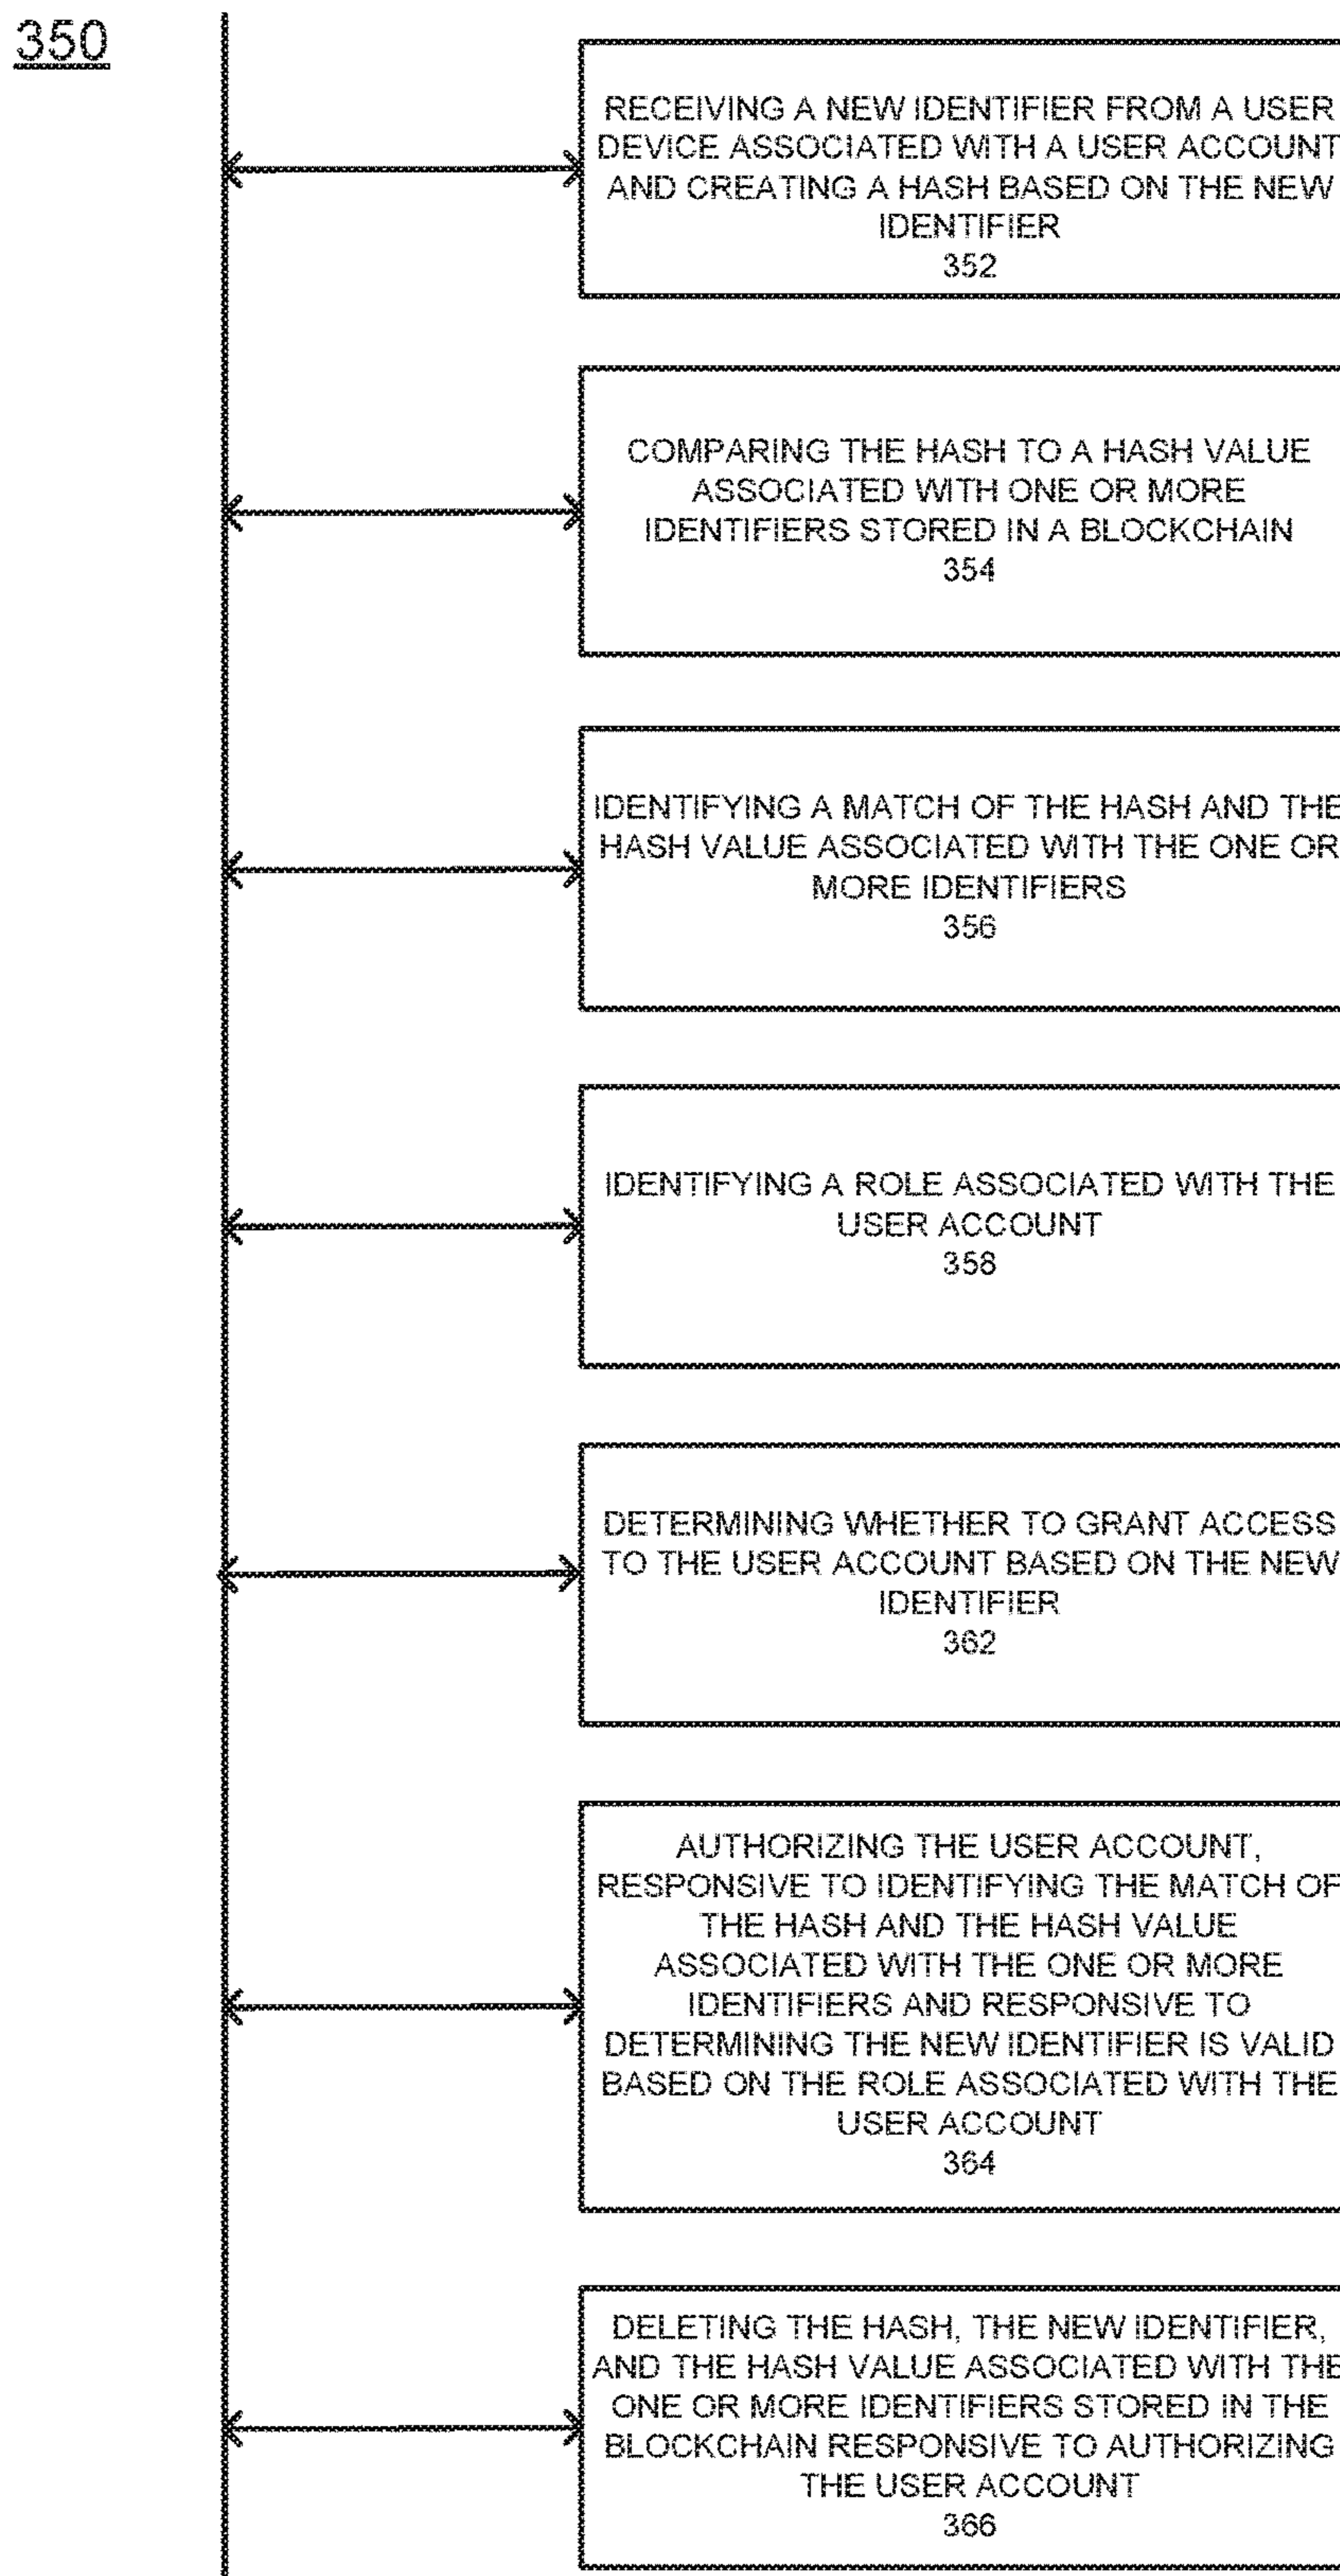 350
RECEIVING A NEW IDENTIFIER FROM A USER
DEVICE ASSOCIATED WITH A USER ACCOUNT
AND CREATING A HASH BASED ON THE NEW
IDENTIFIER
352
COMPARING THE HASH TO A HASH VALUE
ASSOCIATED WITH ONE OR MORE
IDENTIFIERS STORED IN A BLOCKCHAIN
354
IDENTIFYING A MATCH OF THE HASH AND THE
HASH VALUE ASSOCIATED WITH THE ONE OR
MORE IDENTIFIERS
356
IDENTIFYING A ROLE ASSOCIATED WITH THE
USER ACCOUNT
358
DETERMINING WHETHER TO GRANT ACCESS
TO THE USER ACCOUNT BASED ON THE NEW
IDENTIFIER
362
AUTHORIZING THE USER ACCOUNT,
RESPONSIVE TO IDENTIFYING THE MATCH OF
THE HASH AND THE HASH VALUE
ASSOCIATED WITH THE ONE OR MORE
IDENTIFIERS AND RESPONSIVE TO
DETERMINING THE NEW IDENTIFIER IS VALID
BASED ON THE ROLE ASSOCIATED WITH THE
USER ACCOUNT
364
DELETING THE HASH, THE NEW IDENTIFIER,
AND THE HASH VALUE ASSOCIATED WITH THE
ONE OR MORE IDENTIFIERS STORED IN THE
BLOCKCHAIN RESPONSIVE TO AUTHORIZING
THE USER ACCOUNT
366